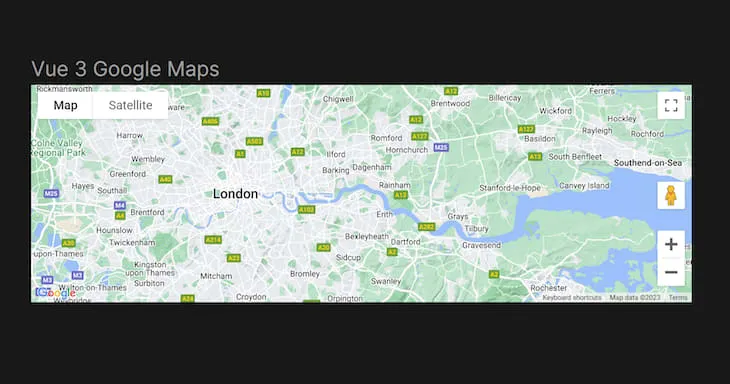 Vue 3 Google Maps
Rickmansworth
A10
Chigwell
A12
Billericay
Ferrers
Map
Satellite
ware
Brentwood
Wickford
A406
A12
Hockley
Rayleigh
Rochford
Colne Valley
Regional Park
Harrow
A503
Romford
A127
A127
Basildon
Hornchurch
M25
Wembley
A1
A12
Ilford
A13
South Benfleet
Southend-on-Sea
Greenford
A40
Barking
Dagenham
Hayes
Southall
Rainham
Stanford-le-Hope
Canvey Island
M25
London
A13
M4
A4
Brentford
A102
Erith
Grays
A282
Tilbury
Hounslow
A30
Twickenham
A214
Bexleyheath
Dartford
Gravesend
upon-Thames
A23
A20
A2
Sidcup
Kingston
upon Thames
Mitcham
Bromley
A2
M3
M3
Surbiton
Swanley
Rochester
Walton-on-Thames
Google
Weybridge
A24
Croydon
Orpington
Keyboard shortcuts
Map data ©2023
Terms